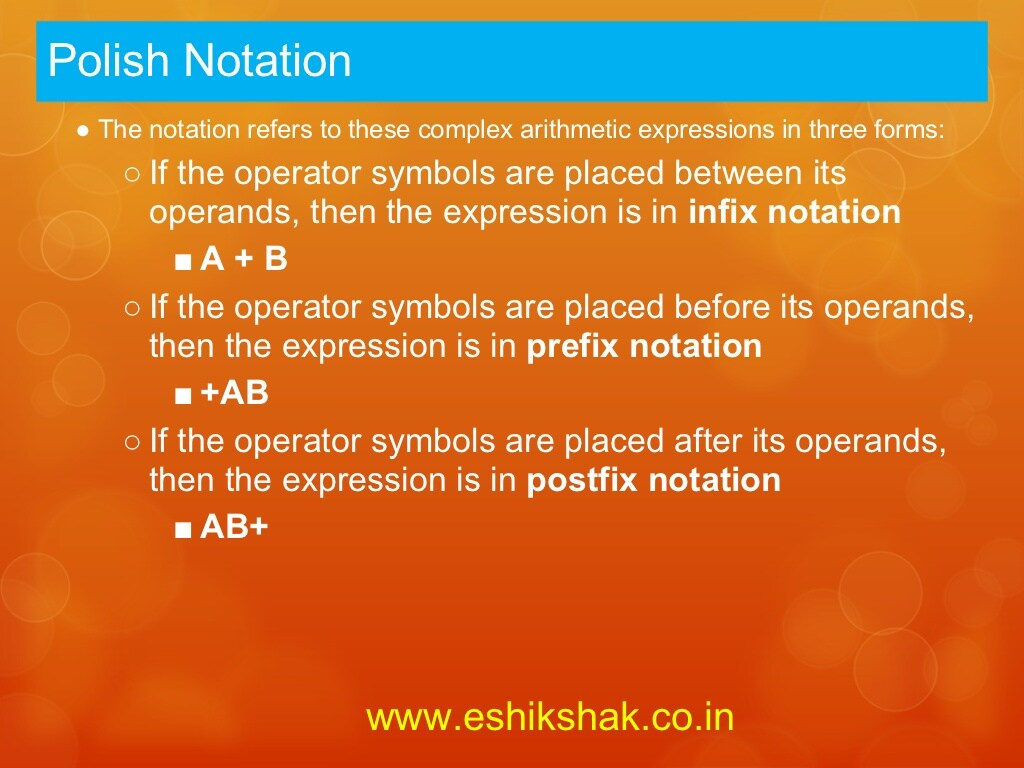 Polish Notation
● The notation refers to these complex arithmetic expressions in three forms:
○ If the operator symbols are placed between its
operands, then the expression is in infix notation
■ A + B
○ If the operator symbols are placed before its operands,
then the expression is in prefix notation
■ +AB
○ If the operator symbols are placed after its operands,
then the expression is in postfix notation
■ AB+
www.eshikshak.co.in